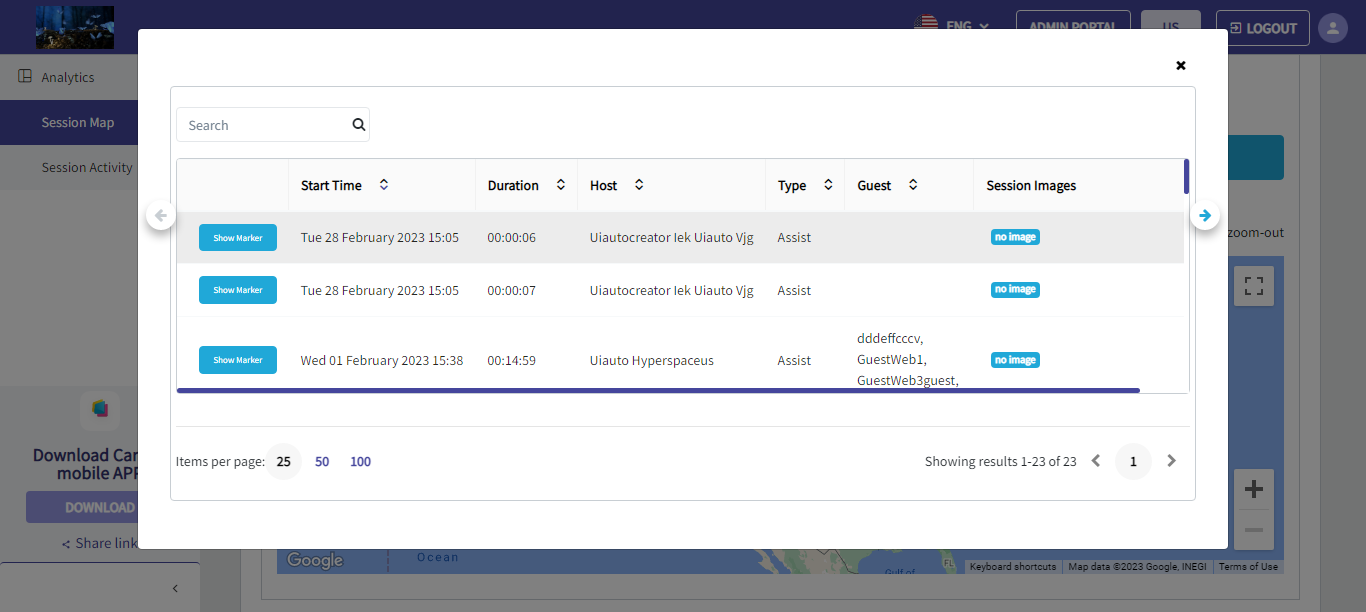 ENG
ADMIN PORTAL
US
LOGOUT
Analytics
Session Map
Session Activity
Search
Start Time
Duration
Host
Type
Guest
Session Images
Show Marker
Tue 28 February 2023 15:05
00:00:06
Uiautocreator Iek Uiauto Vjg
Assist
no image
Show Marker
Tue 28 February 2023 15:05
00:00:07
Uiautocreator Iek Uiauto Vjg
Assist
no image
Show Marker
Wed 01 February 2023 15:38
00:14:59
Uiauto Hyperspaceus
Assist
dddeffcccv,
GuestWeb1,
GuestWeb3guest,
no image
zoom-out
Items per page: 25 50 100
Showing results 1-23 of 23
1
Download
mobile
DOWNLOAD
Share link
Google
Ocean
Gulf of
FL
Keyboard shortcuts
Map data ©2023 Google, INEGI
Terms of Use